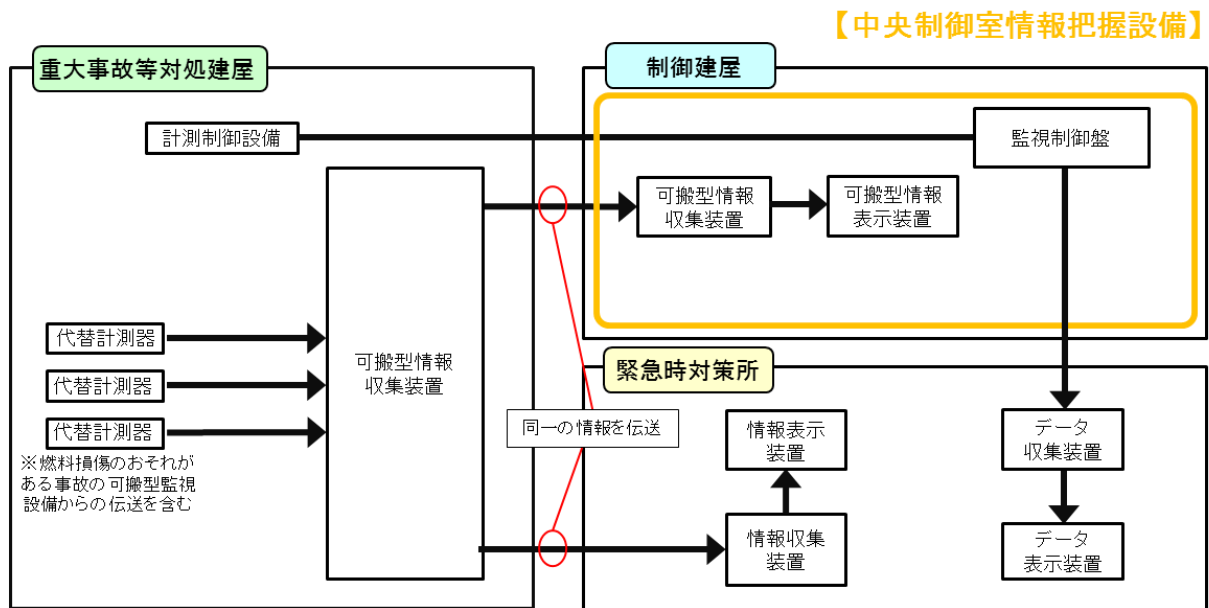 【中央制御室情報把握設備】
重大事故等対処建屋
制御建屋
計測制御設備
監視制御盤
可搬型情報
収集装置
可搬型情報
表示装置
代替計測器
代替計測器
代替計測器
※燃料損傷のおそれが
ある事故の可搬型監視
設備からの伝送を含む
可搬型情報
収集装置
緊急時対策所
同一の情報を伝送
情報表示
装置
データ
収集装置
情報収集
装置
データ
表示装置